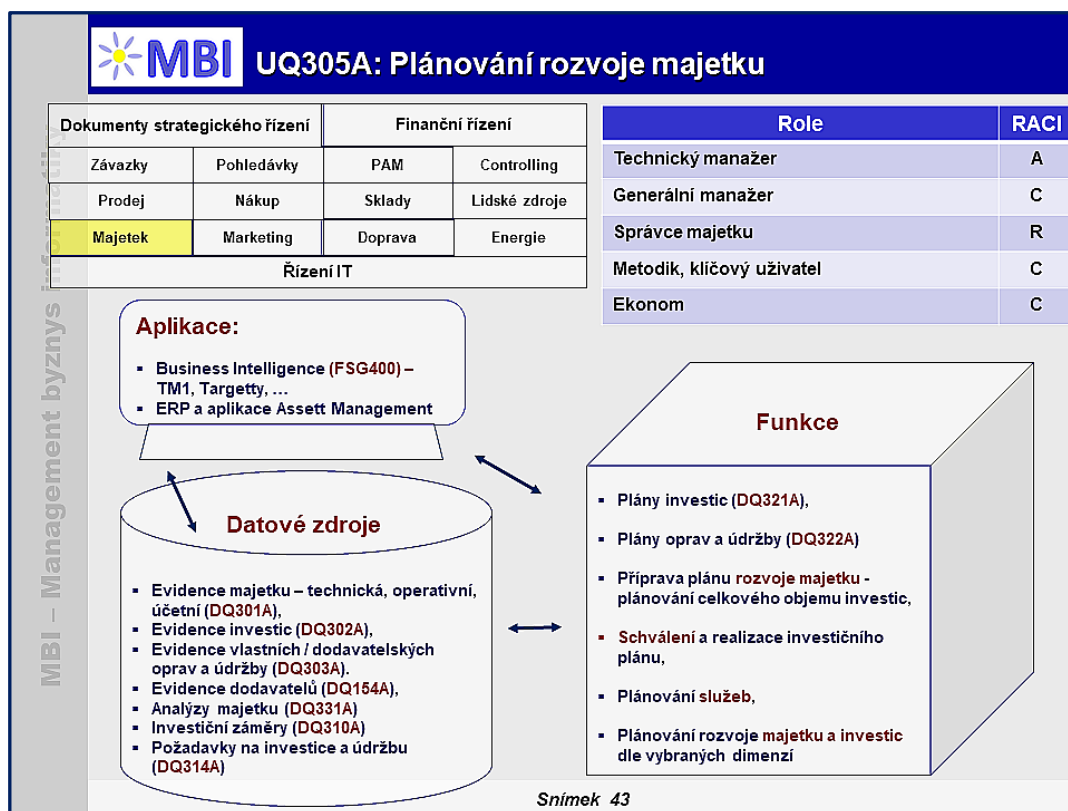 MBI
UQ305A: Plánování rozvoje majetku
MBI – Management byznys informatiky
Dokumenty strategického řízení
Finanční řízení
Závazky
Pohledávky
PAM
Controlling
Prodej
Nákup
Sklady
Lidské zdroje
Majetek
Marketing
Doprava
Energie
Řízení IT
Role
RACI
Technický manažer
A
Generální manažer
C
Správce majetku
R
Metodik, klíčový uživatel
C
Ekonom
C
Aplikace:
▪ Business Intelligence (FSG400) –
TM1, Targetty, …
▪ ERP a aplikace Assett Management
Datové zdroje
▪ Evidence majetku – technická, operativní,
účetní (DQ301A),
▪ Evidence investic (DQ302A),
▪ Evidence vlastních / dodavatelských
oprav a údržby (DQ303A).
▪ Evidence dodavatelů (DQ154A),
▪ Analýzy majetku (DQ331A)
▪ Investiční záměry (DQ310A)
▪ Požadavky na investice a údržbu
(DQ314A)
Funkce
▪ Plány investic (DQ321A),
▪ Plány oprav a údržby (DQ322A)
▪ Příprava plánu rozvoje majetku -
plánování celkového objemu investic,
▪ Schválení a realizace investičního
plánu,
▪ Plánování služeb,
▪ Plánování rozvoje majetku a investic
dle vybraných dimenzí
Snímek 43